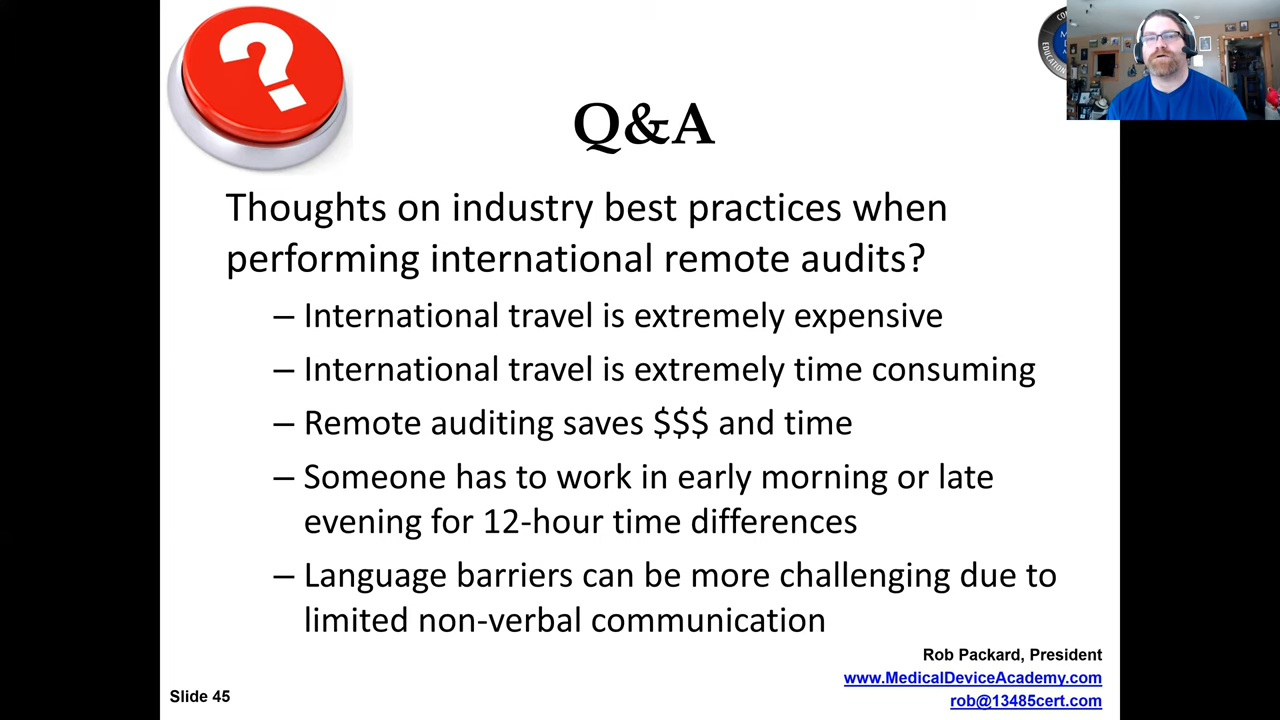 Q&A
Thoughts on industry best practices when
performing international remote audits?
– International travel is extremely expensive
– International travel is extremely time consuming
– Remote auditing saves $$$ and time
– Someone has to work in early morning or late
evening for 12-hour time differences
– Language barriers can be more challenging due to
limited non-verbal communication
Rob Packard, President
www.MedicalDeviceAcademy.com
rob@13485cert.com
Slide 45